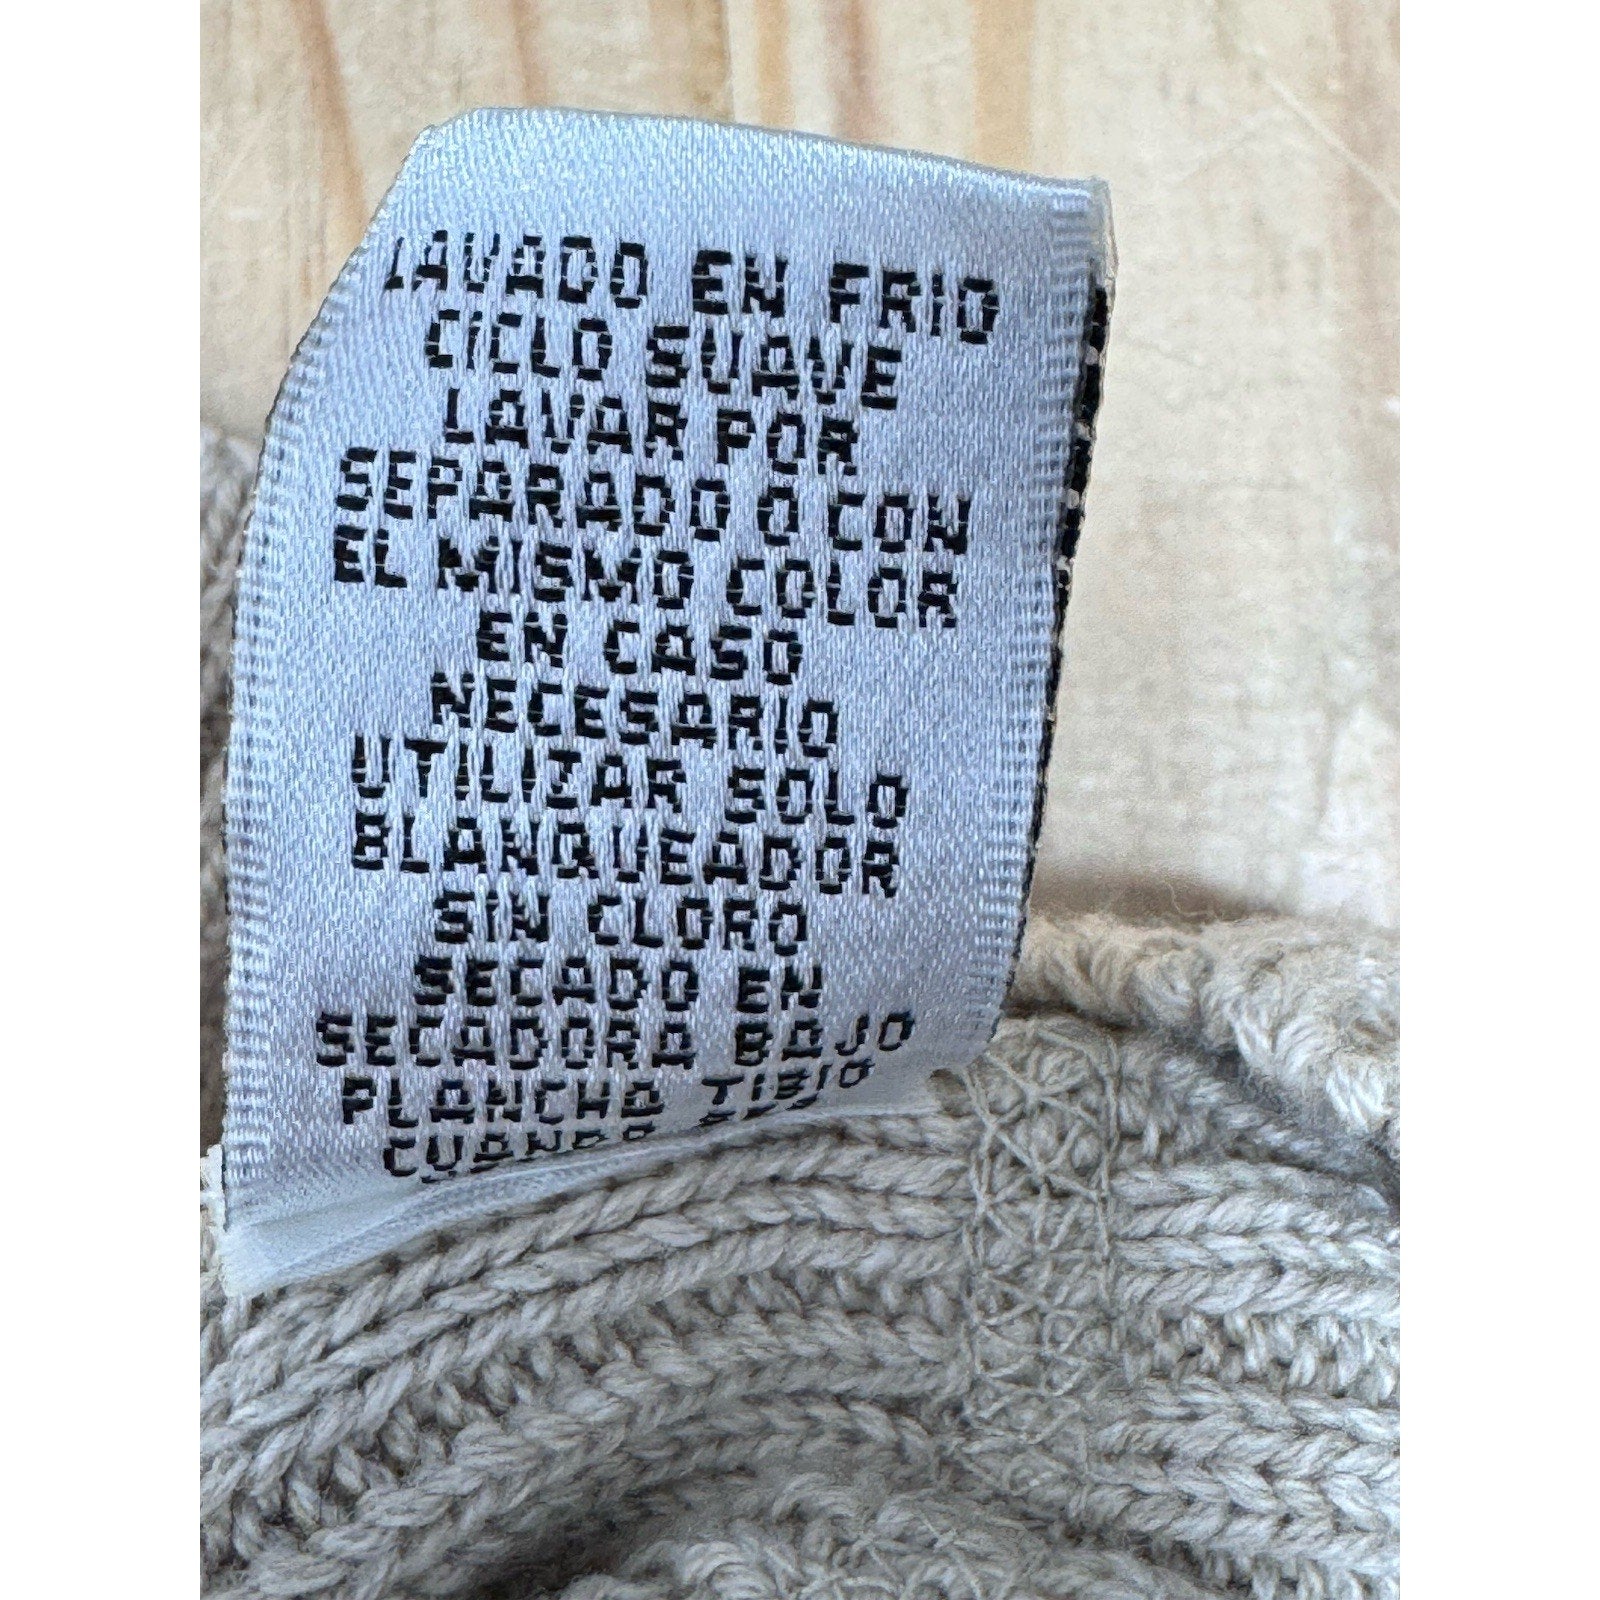 LAVADO EN FRIO
CICLO SUAVE
LAVAR POR
SEPARADO O CON
EL MISMO COLOR
EN CASO
NECESARIO
UTILIZAR SOLO
BLANQUEADOR
SIN CLORO
SECADO EN
SECADORA BAJO
PLANCHA TIBIO
CUANDO